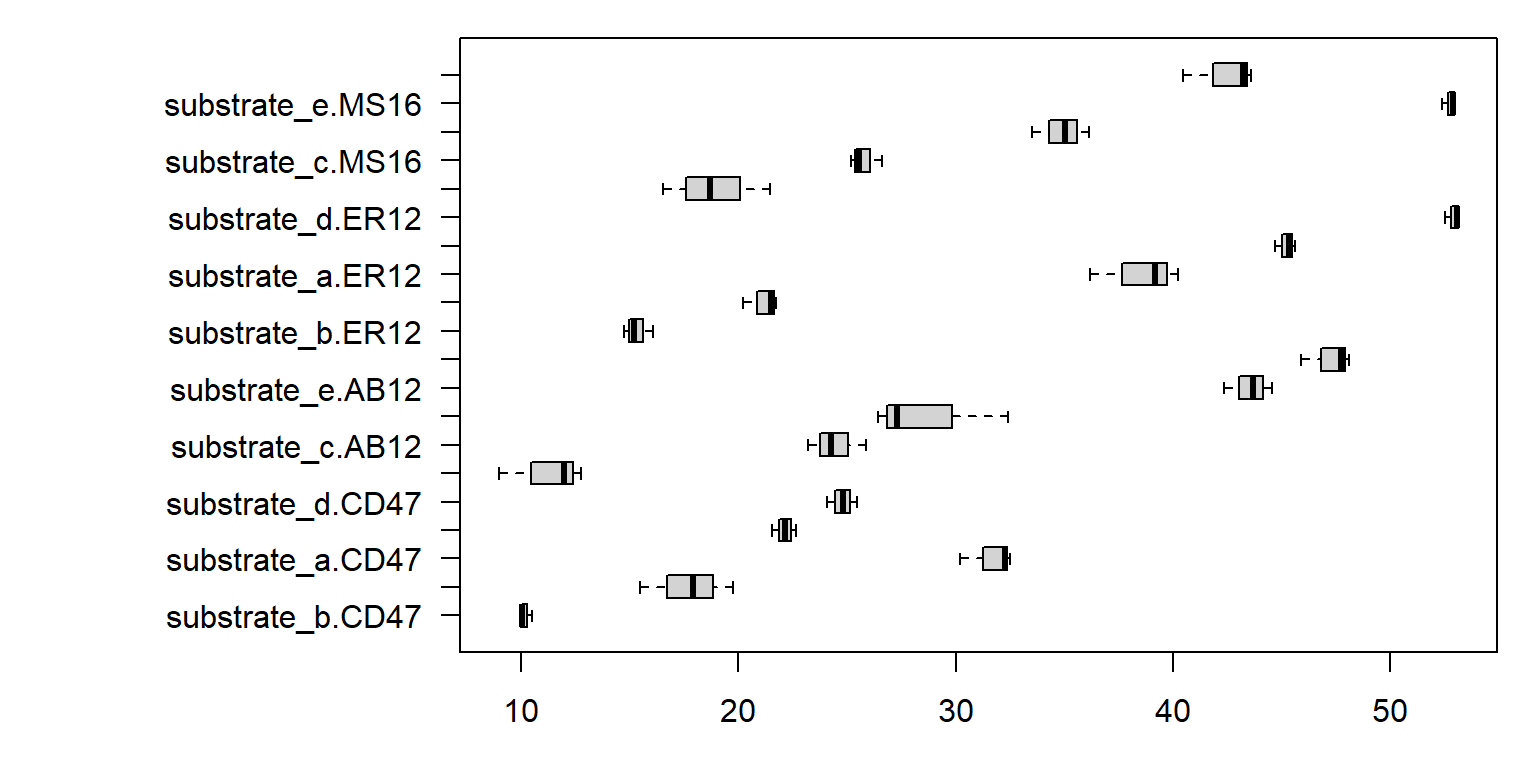 substrate_e.MS16
substrate_c.MS16
substrate_d.ER12
substrate_a.ER12
substrate_b.ER12
substrate_e.AB12
substrate_c.AB12
substrate_d.CD47
substrate_a.CD47
substrate_b.CD47
10 20 30 40 50